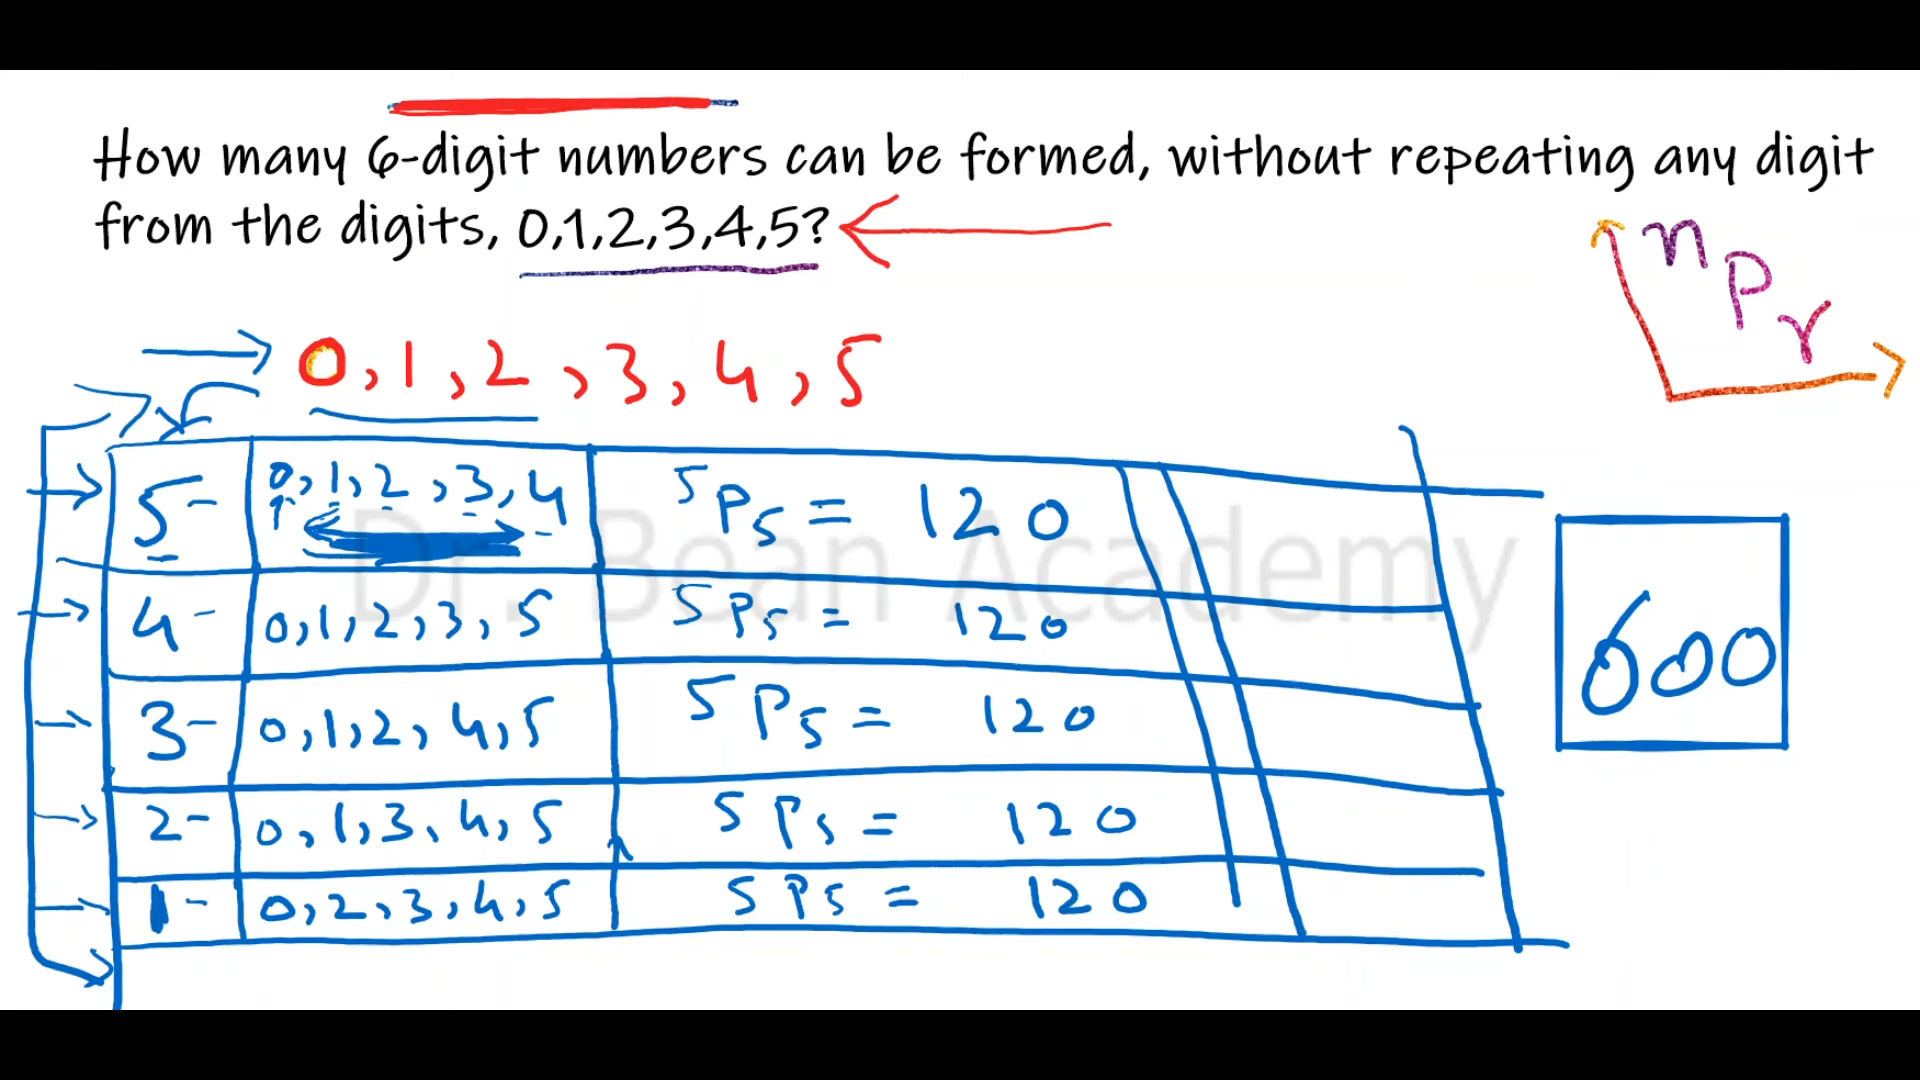 How many 6-digit numbers can be formed, without repeating any digit
from the digits, 0,1,2,3,4,5?
n P r
0, 1, 2, 3, 4, 5
5- 0,1,2,3,4 5P5 = 120
4- 0,1,2,3,5 5P5 = 120
3- 0,1,2,4,5 5P5 = 120
2- 0,1,3,4,5 5P5 = 120
1- 0,2,3,4,5 5P5 = 120
600
Dr. Bean Academy